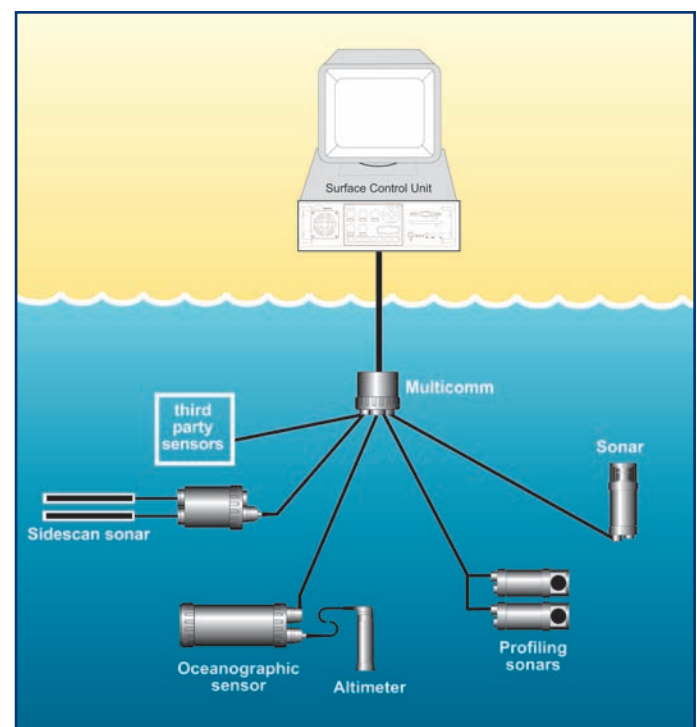 Surface Control Unit
Multicomm
third
party
sensors
Sonar
Sidescan sonar
Profiling
sonars
Oceanographic
sensor
Altimeter